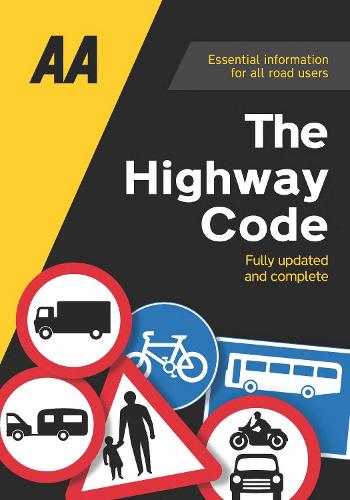 AA
Essential information
for all road users
The
Highway
Code
Fully updated
and complete